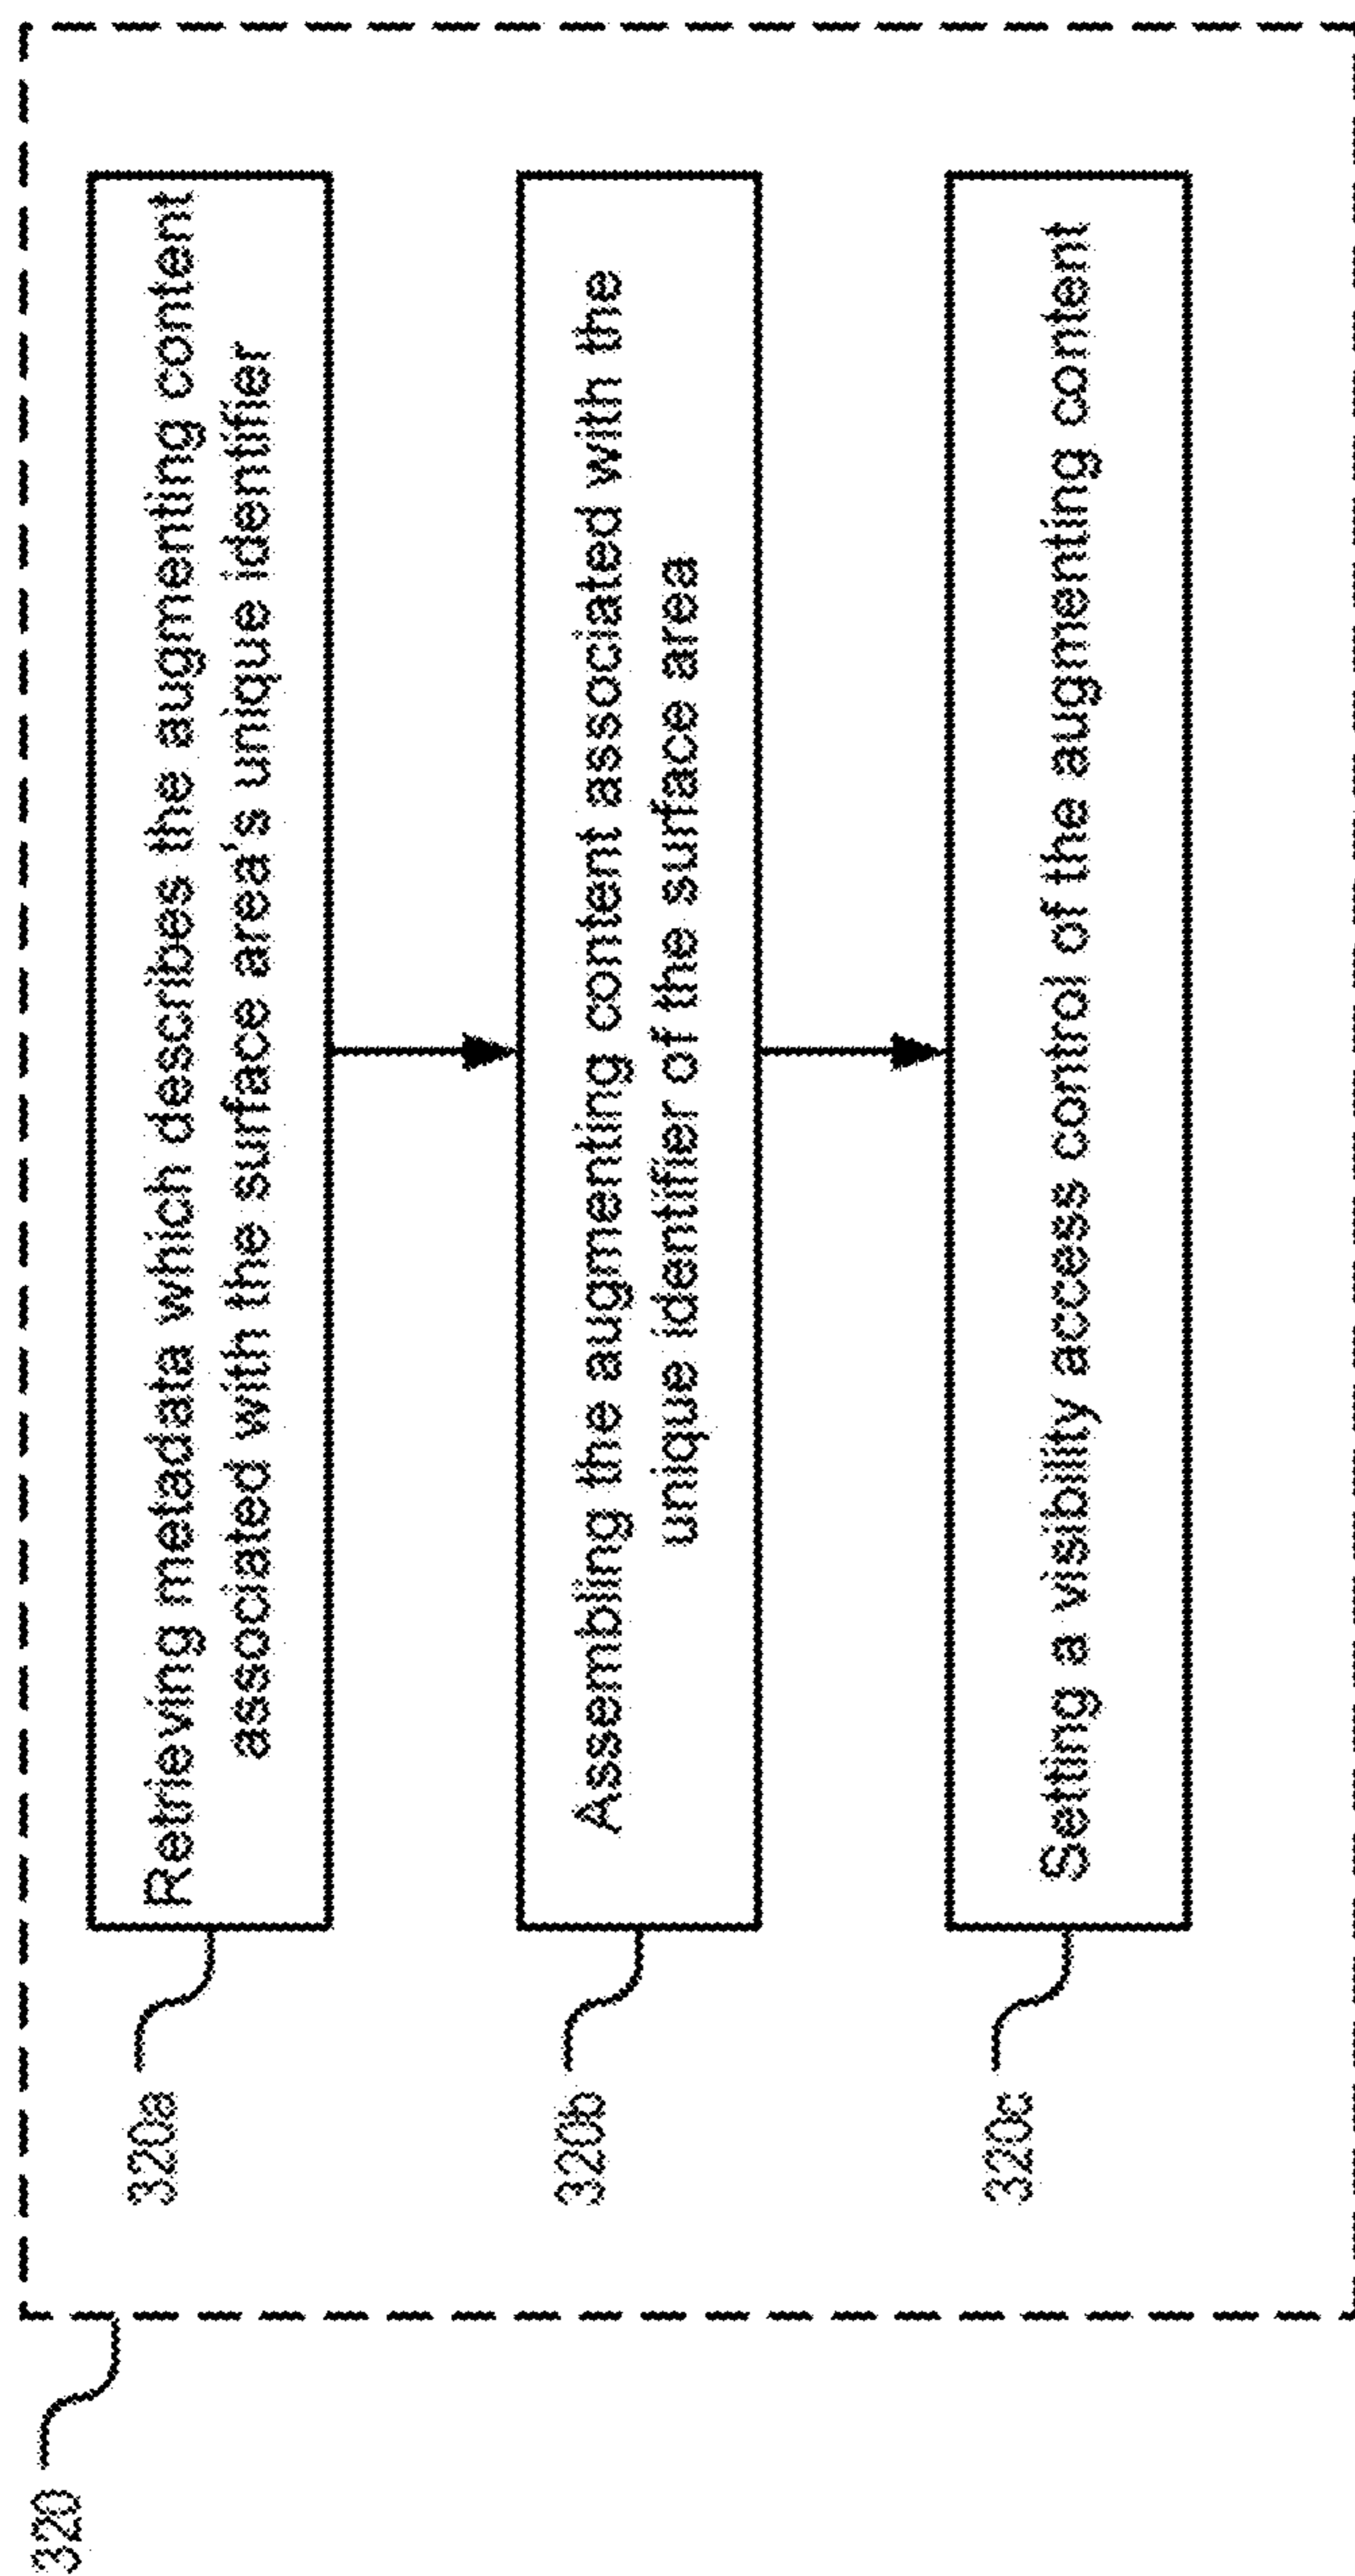 320
320a
Retrieving metadata which describes the augmenting content
associated with the surface area's unique identifier
320b
Assembling the augmenting content associated with the
unique identifier of the surface area
320c
Setting a visibility access control of the augmenting content